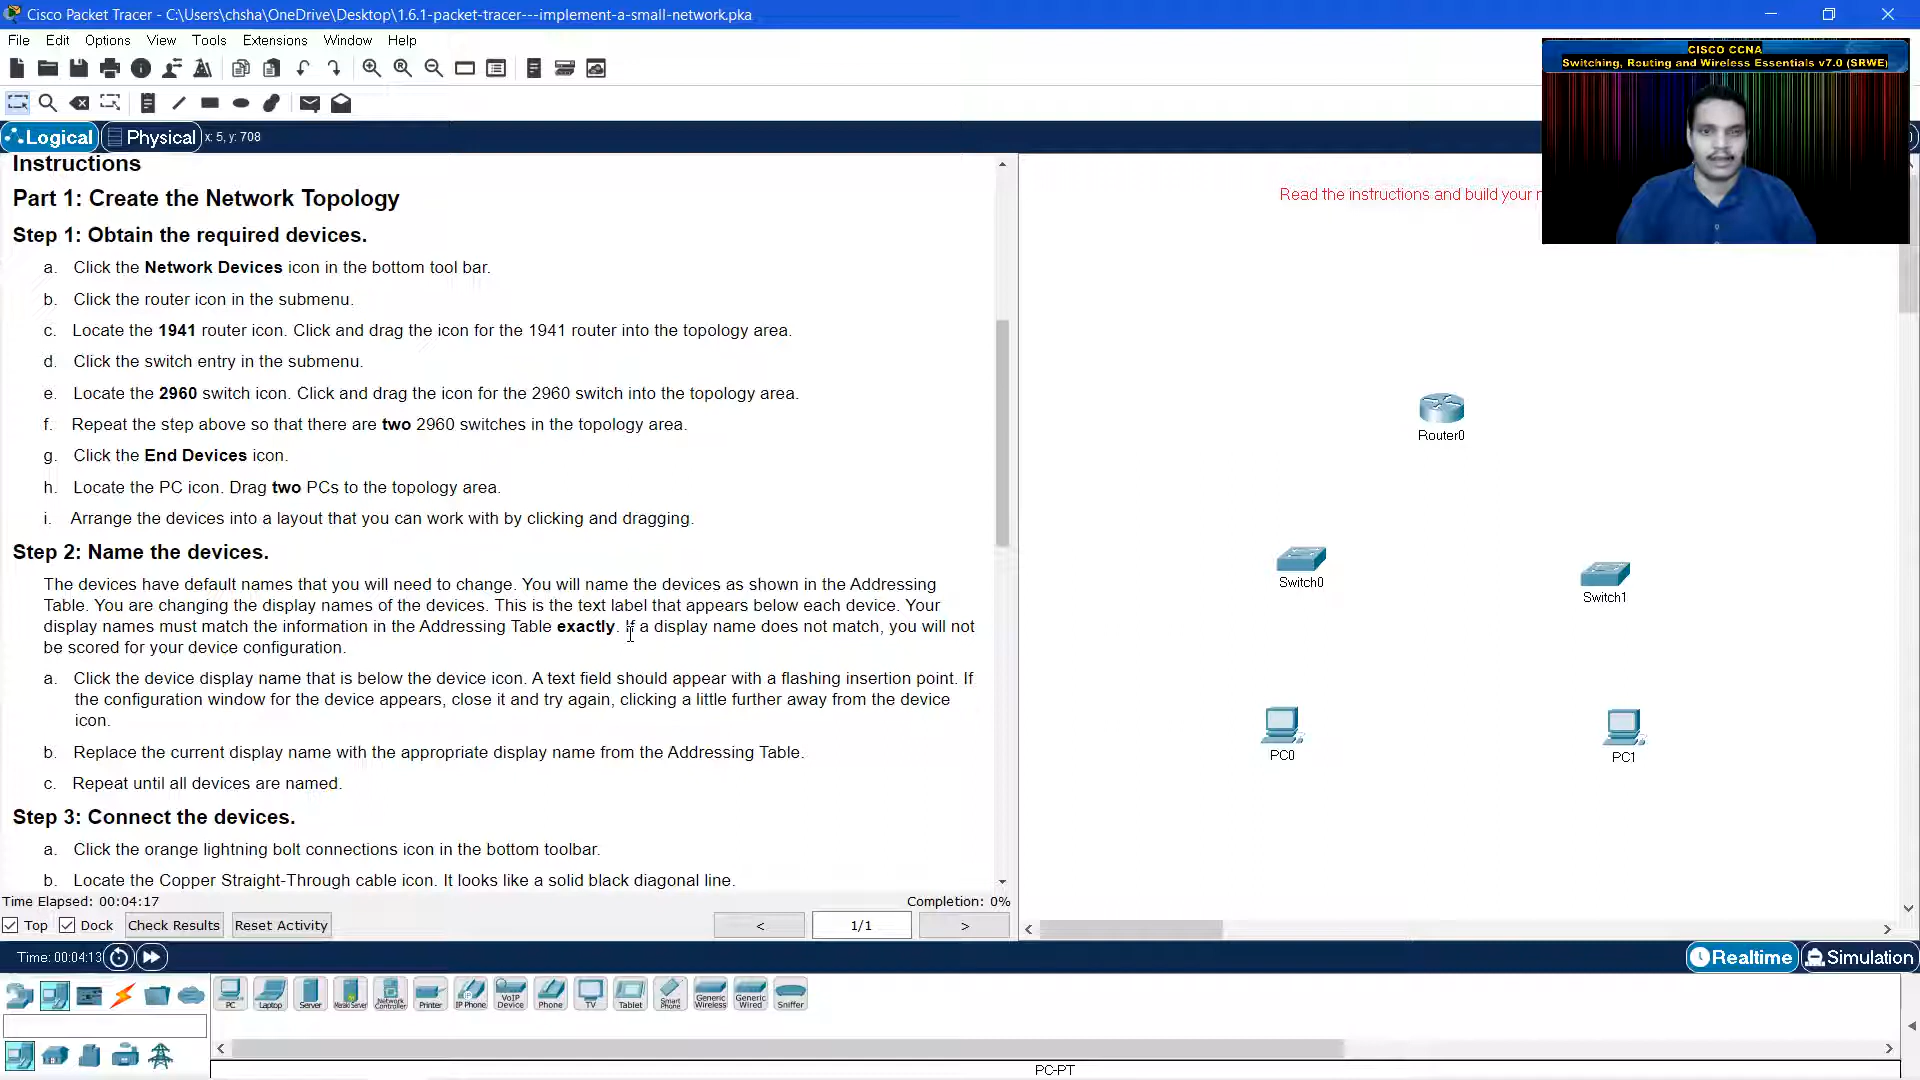 Cisco Packet Tracer - C:\Users\chsha\OneDrive\Desktop\1.6.1-packet-tracer---implement-a-small-network.pka
File Edit Options View Tools Extensions Window Help
CISCO CCNA
Switching, Routing and Wireless Essentials v7.0 (SRWE)
Logical Physical x: 5, y: 708
Instructions
Part 1: Create the Network Topology
Step 1: Obtain the required devices.
a. Click the Network Devices icon in the bottom tool bar.
b. Click the router icon in the submenu.
c. Locate the 1941 router icon. Click and drag the icon for the 1941 router into the topology area.
d. Click the switch entry in the submenu.
e. Locate the 2960 switch icon. Click and drag the icon for the 2960 switch into the topology area.
f. Repeat the step above so that there are two 2960 switches in the topology area.
g. Click the End Devices icon.
h. Locate the PC icon. Drag two PCs to the topology area.
i. Arrange the devices into a layout that you can work with by clicking and dragging.
Step 2: Name the devices.
The devices have default names that you will need to change. You will name the devices as shown in the Addressing
Table. You are changing the display names of the devices. This is the text label that appears below each device. Your
display names must match the information in the Addressing Table exactly. If a display name does not match, you will not
be scored for your device configuration.
a. Click the device display name that is below the device icon. A text field should appear with a flashing insertion point. If
the configuration window for the device appears, close it and try again, clicking a little further away from the device
icon.
b. Replace the current display name with the appropriate display name from the Addressing Table.
c. Repeat until all devices are named.
Step 3: Connect the devices.
a. Click the orange lightning bolt connections icon in the bottom toolbar.
b. Locate the Copper Straight-Through cable icon. It looks like a solid black diagonal line.
Read the instructions and build your
Router0
Switch0
Switch1
PC0
PC1
Time Elapsed: 00:04:17 Completion: 0%
Top Dock Check Results Reset Activity < 1/1 >
Time: 00:04:13 Realtime Simulation
PC Laptop Server Meraki Server Network Controller Printer IP Phone VoIP Device Phone TV Tablet Smart Phone Generic Wireless Generic Wired Sniffer
PC-PT